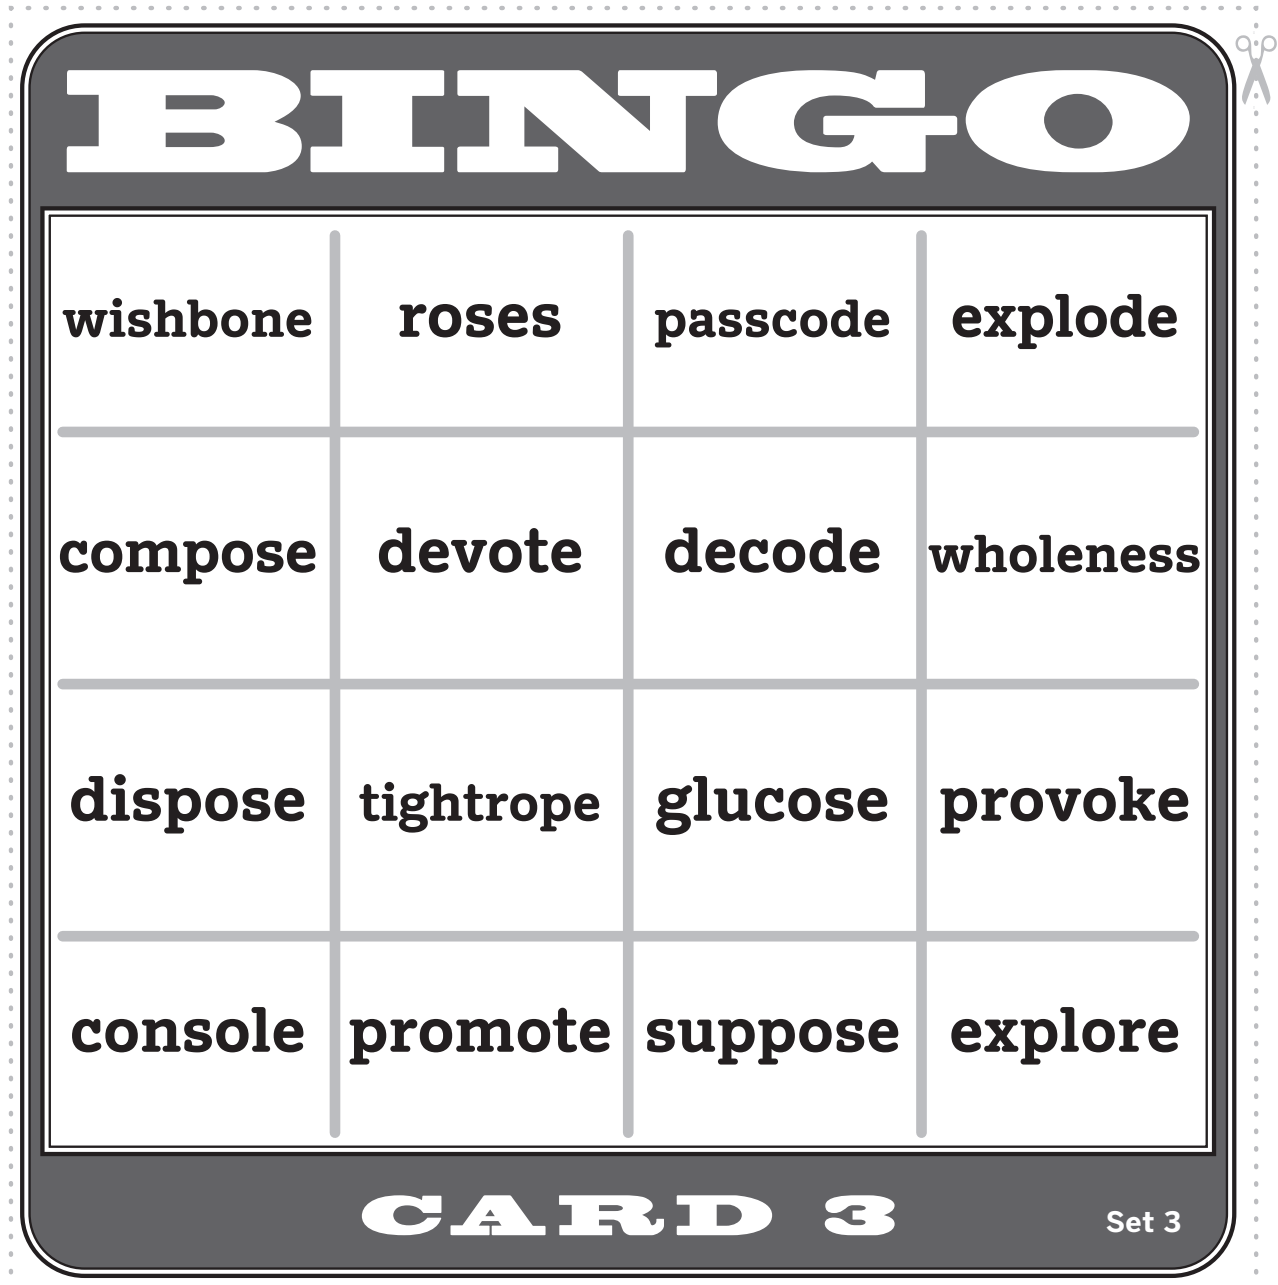 BINGO
wishbone roses passcode explode
compose devote decode wholeness
dispose tightrope glucose provoke
console promote suppose explore
CARD 3
Set 3